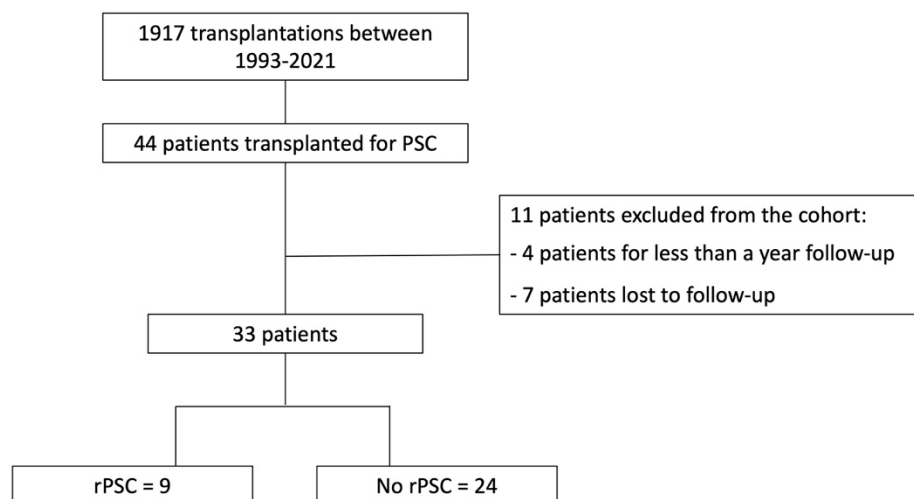 1917 transplantations between
1993-2021
44 patients transplanted for PSC
11 patients excluded from the cohort:
- 4 patients for less than a year follow-up
- 7 patients lost to follow-up
33 patients
rPSC = 9
No rPSC = 24